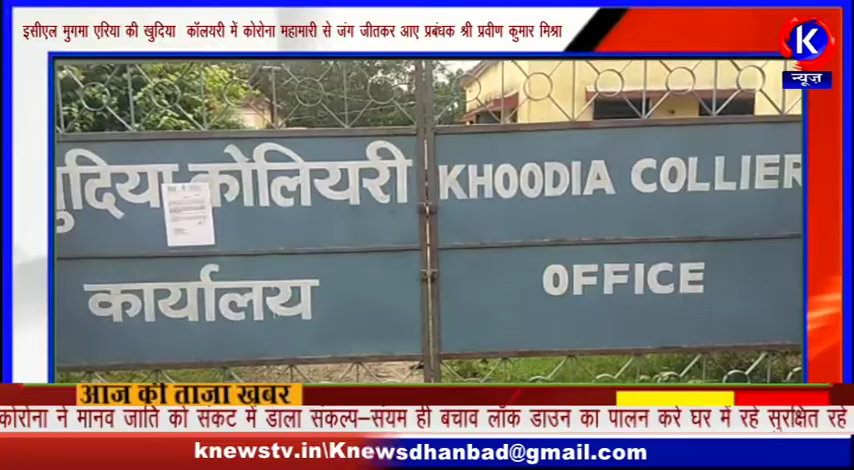 इसीएल मुगमा एरिया की खुदिया कॉलयरी में कोरोना महामारी से जंग जीतकर आए प्रबंधक श्री प्रवीण कुमार मिश्रा
K
न्यूज़
खुदिया कोलियरी
KHOODIA COLLIER
कार्यालय
OFFICE
आज की ताजा खबर
कोरोना ने मानव जाति को संकट में डाला संकल्प–संयम ही बचाव लॉक डाउन का पालन करे घर में रहे सुरक्षित रहे
knewstv.in\Knewsdhanbad@gmail.com